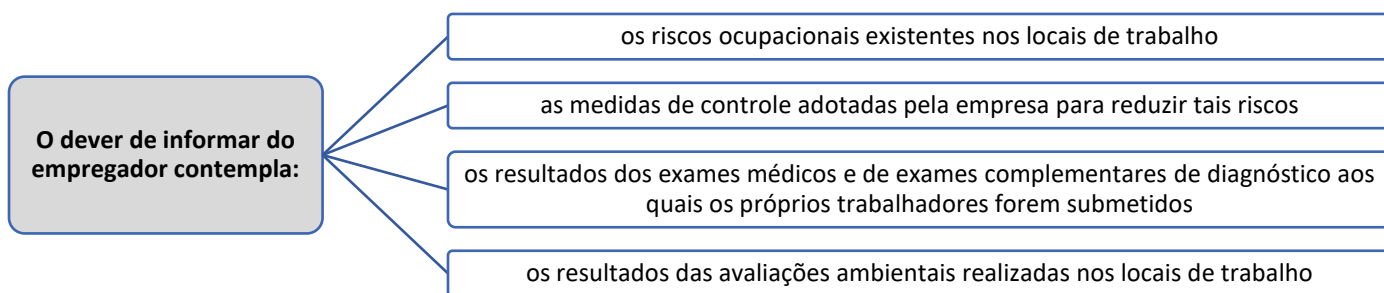 O dever de informar do
empregador contempla:
os riscos ocupacionais existentes nos locais de trabalho
as medidas de controle adotadas pela empresa para reduzir tais riscos
os resultados dos exames médicos e de exames complementares de diagnóstico aos
quais os próprios trabalhadores forem submetidos
os resultados das avaliações ambientais realizadas nos locais de trabalho